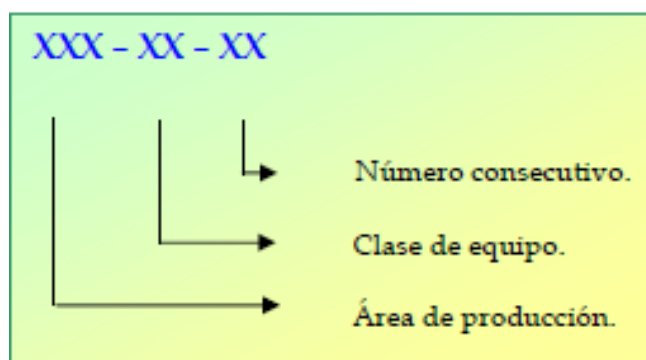 XXX – XX – XX
Número consecutivo.
Clase de equipo.
Área de producción.